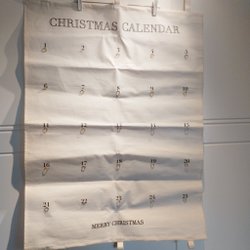 CHRISTMAS CALENDAR
1 2 3 4 5
6 7 8 9 10
11 12 13 14 15
16 17 18 19 20
21 22 23 24 25
MERRY CHRISTMAS